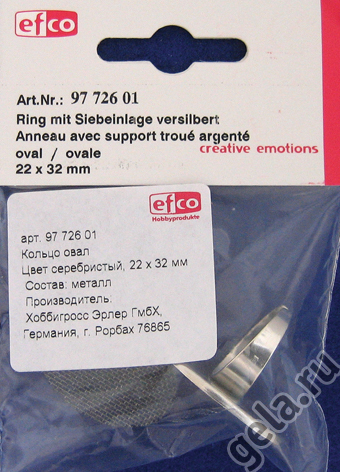 efco
Art.Nr.: 97 726 01
Ring mit Siebeinlage versilbert
Anneau avec support troué argenté
oval / ovale
creative emotions
22 x 32 mm
efco
Hobbyprodukte
арт. 97 726 01
Кольцо овал
Цвет серебристый, 22 x 32 мм
Состав: металл
Производитель:
Хоббигросс Эрлер ГмбХ,
Германия, г. Рорбах 76865
gela.ru